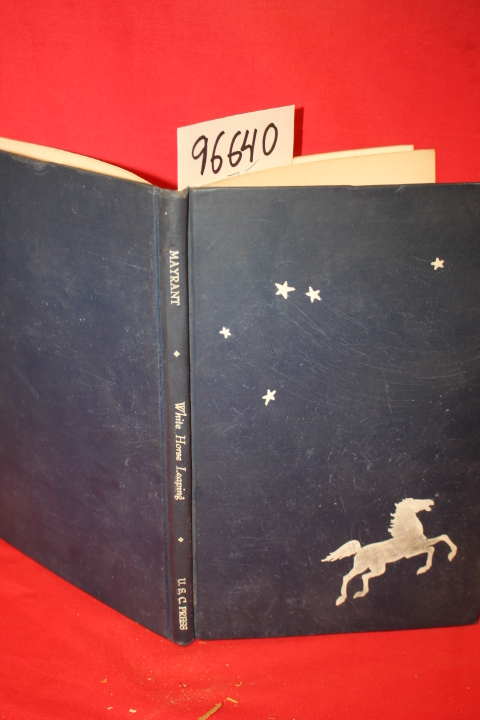 96640
MAYRANT
White Horse Leaping
U. S. C. PRESS